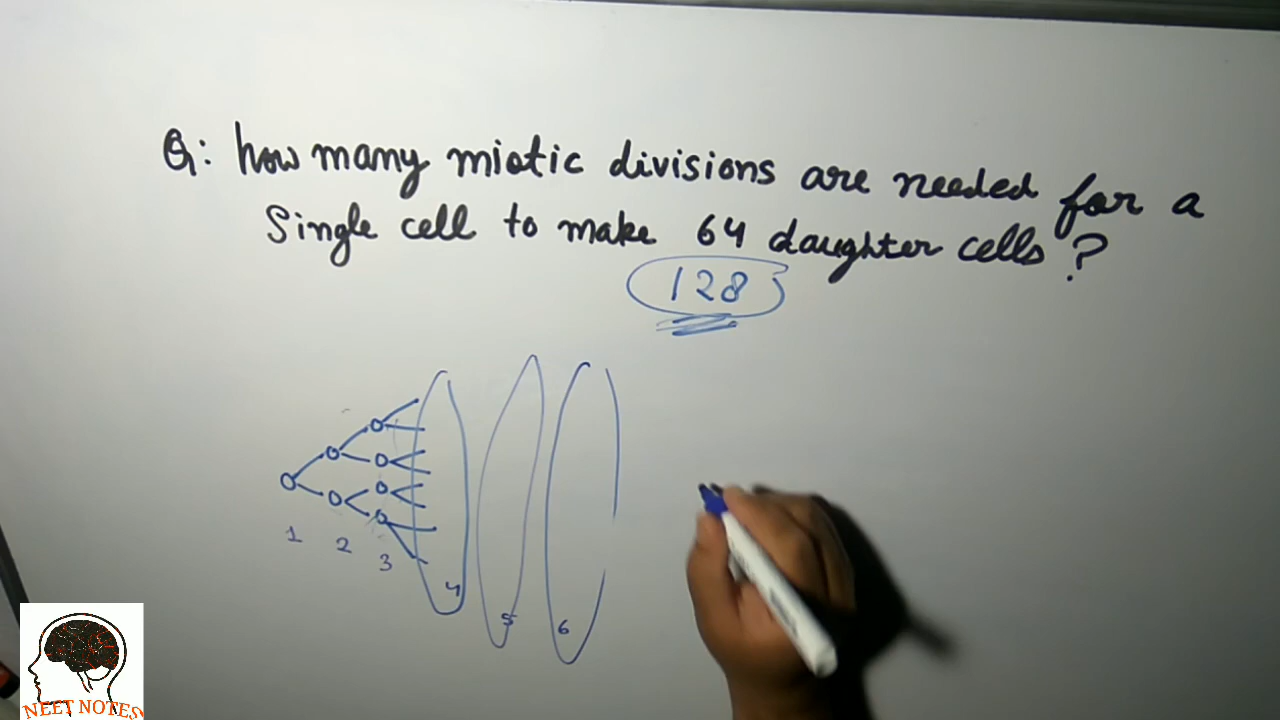 Q: how many miotic divisions are needed for a
Single cell to make 64 daughter cells?
128
1 2 3 4 5 6
NEET NOTES